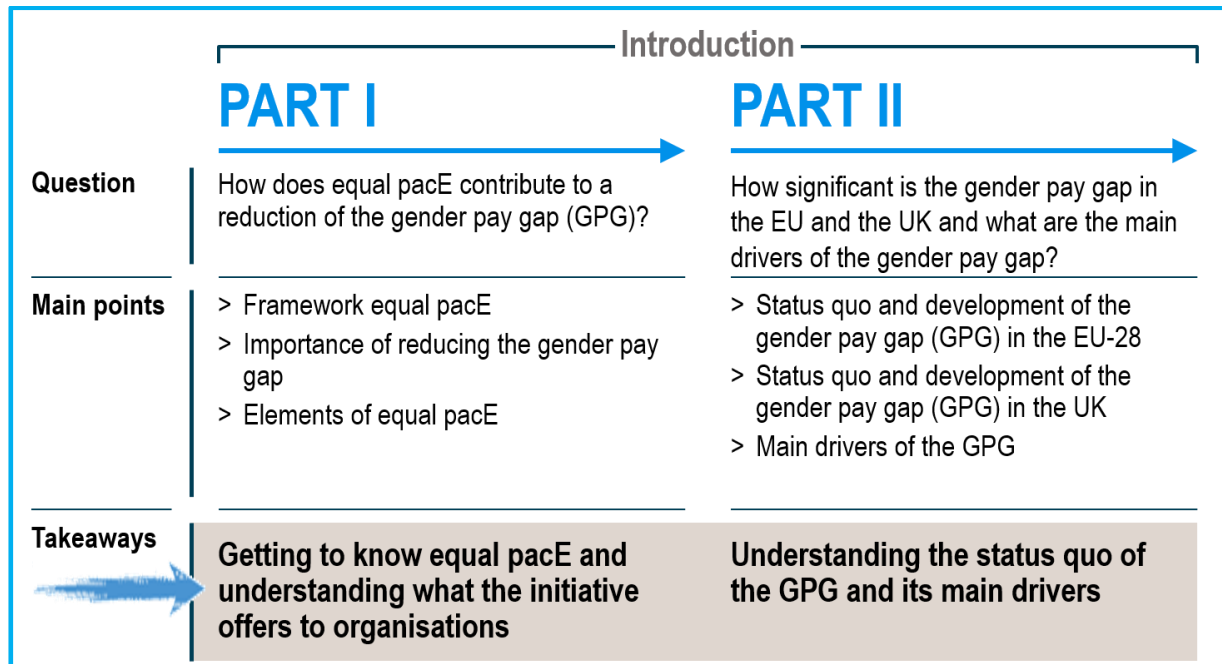 Introduction
PART I
PART II
Question
How does equal pacE contribute to a
reduction of the gender pay gap (GPG)?
How significant is the gender pay gap in
the EU and the UK and what are the main
drivers of the gender pay gap?
Main points
> Framework equal pacE
> Importance of reducing the gender pay
gap
> Elements of equal pacE
> Status quo and development of the
gender pay gap (GPG) in the EU-28
> Status quo and development of the
gender pay gap (GPG) in the UK
> Main drivers of the GPG
Takeaways
Getting to know equal pacE and
understanding what the initiative
offers to organisations
Understanding the status quo of
the GPG and its main drivers